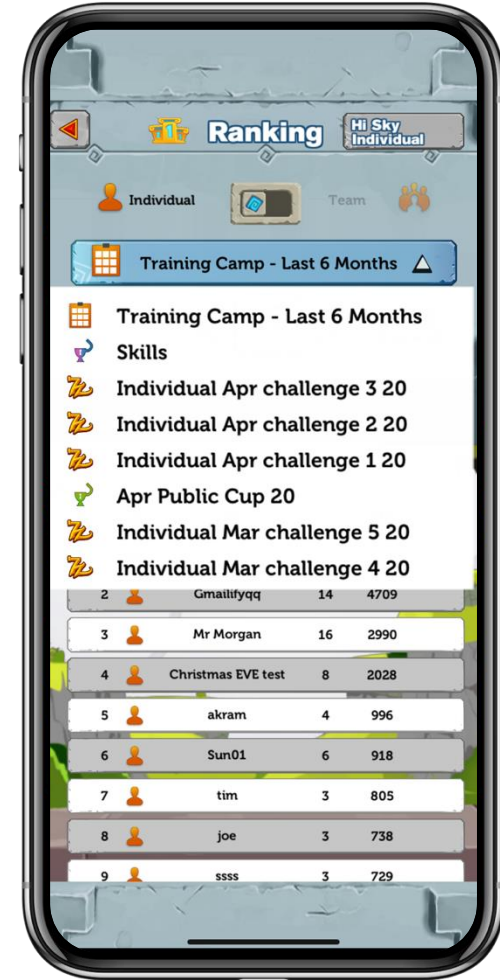 1
Ranking
Hi Sky
Individual
Individual
Team
Training Camp - Last 6 Months
Training Camp - Last 6 Months
Skills
Individual Apr challenge 3 20
Individual Apr challenge 2 20
Individual Apr challenge 1 20
Apr Public Cup 20
Individual Mar challenge 5 20
Individual Mar challenge 4 20
2 Gmailifyqq 14 4709
3 Mr Morgan 16 2990
4 Christmas EVE test 8 2028
5 akram 4 996
6 Sun01 6 918
7 tim 3 805
8 joe 3 738
9 ssss 3 729